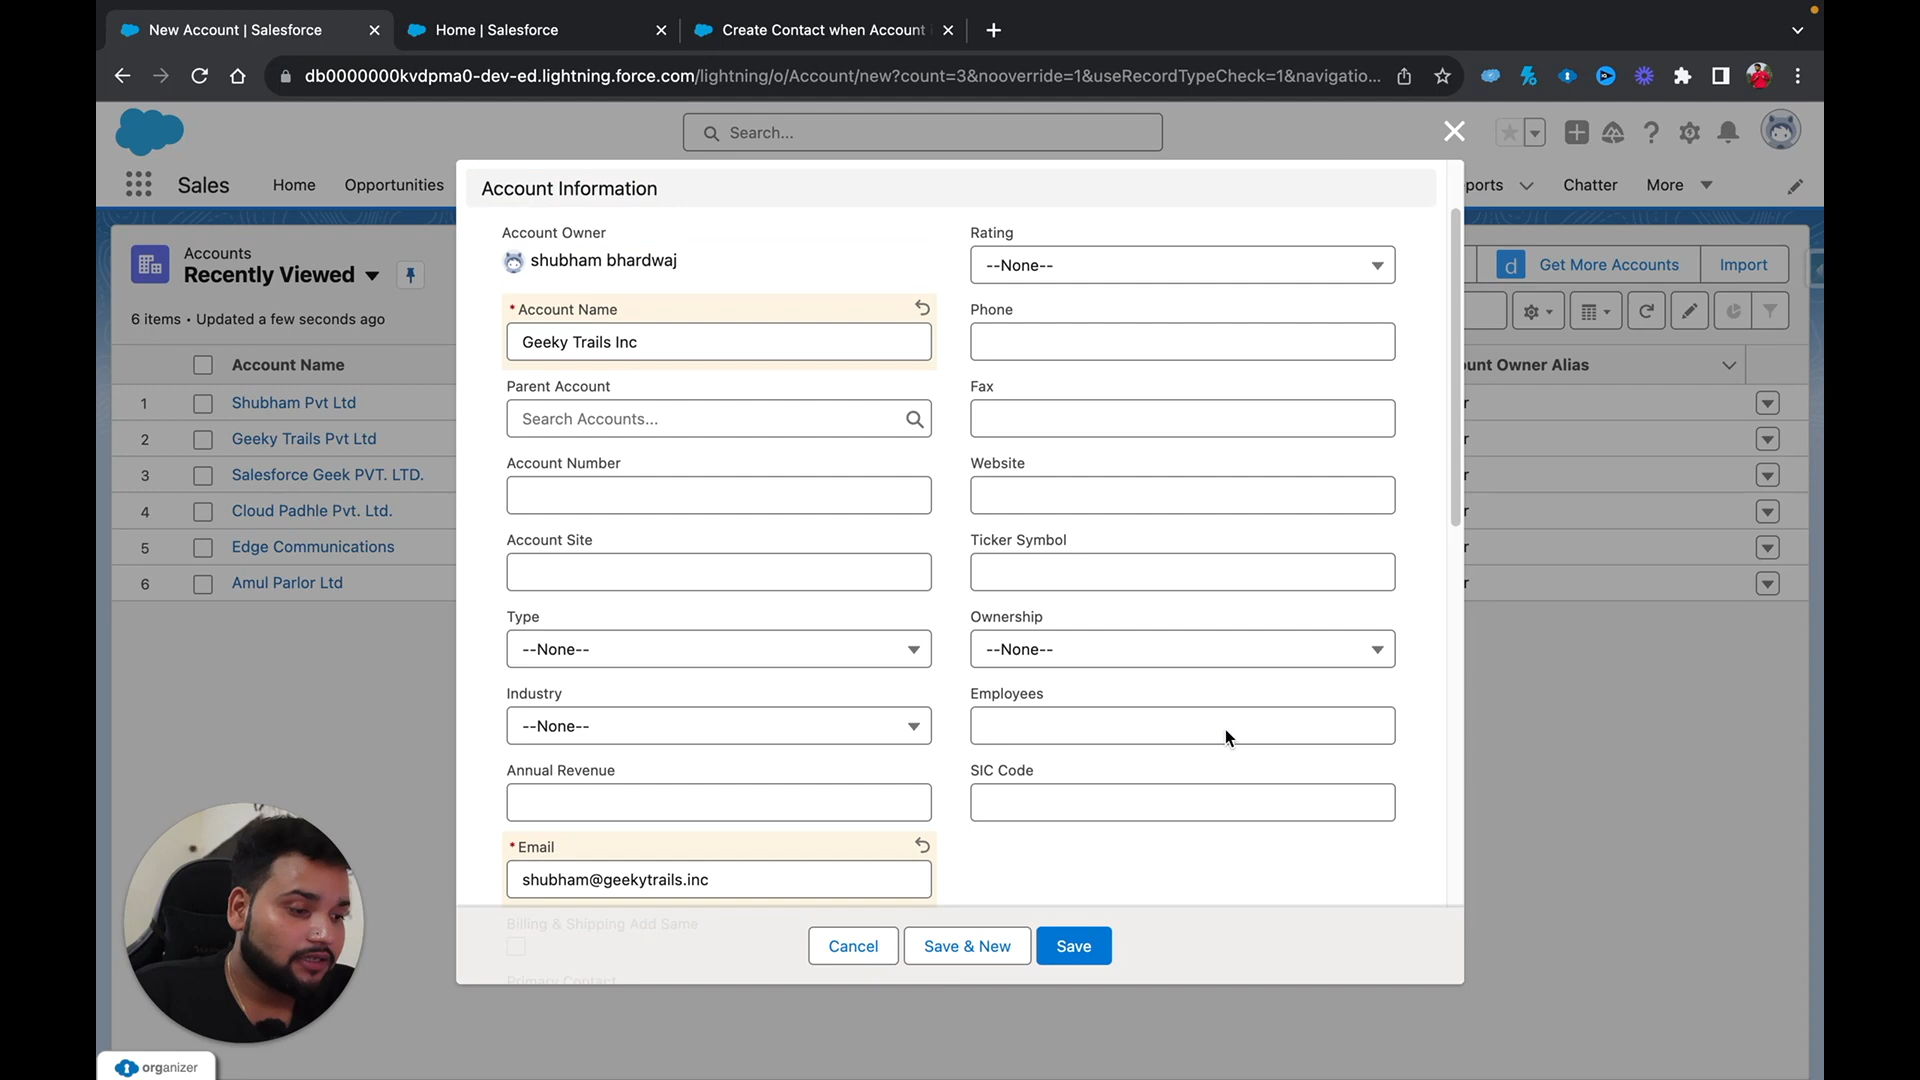 New Account | Salesforce
Home | Salesforce
Create Contact when Account
db0000000kvdpma0-dev-ed.lightning.force.com/lightning/o/Account/new?count=3&nooverride=1&useRecordTypeCheck=1&navigatio...
Search...
Sales
Home
Opportunities
ports
Chatter
More
Accounts
Recently Viewed
6 items • Updated a few seconds ago
d
Get More Accounts
Import
Account Name
ount Owner Alias
1 Shubham Pvt Ltd r
2 Geeky Trails Pvt Ltd r
3 Salesforce Geek PVT. LTD. r
4 Cloud Padhle Pvt. Ltd. r
5 Edge Communications r
6 Amul Parlor Ltd r
Account Information
Account Owner
shubham bhardwaj
Rating
--None--
* Account Name
Geeky Trails Inc
Phone
Parent Account
Search Accounts...
Fax
Account Number
Website
Account Site
Ticker Symbol
Type
--None--
Ownership
--None--
Industry
--None--
Employees
Annual Revenue
SIC Code
* Email
shubham@geekytrails.inc
Billing & Shipping Add Same
Primary Contact
Cancel
Save & New
Save
organizer